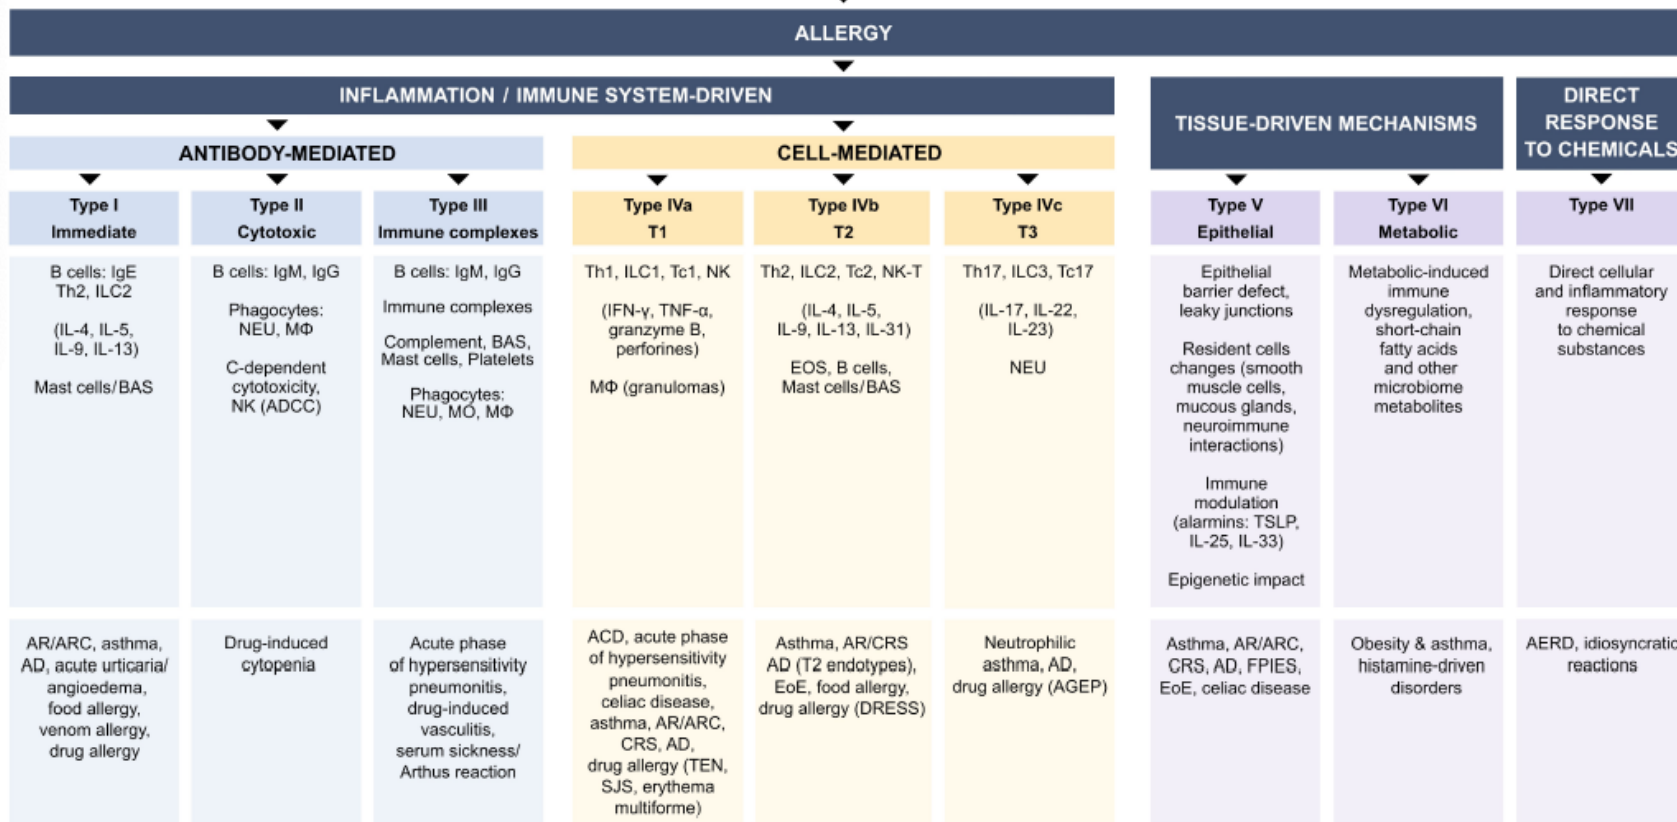 ALLERGY
INFLAMMATION / IMMUNE SYSTEM-DRIVEN
ANTIBODY-MEDIATED
Type I
Immediate
B cells: IgE
Th2, ILC2
(IL-4, IL-5,
IL-9, IL-13)
Mast cells/BAS
AR/ARC, asthma,
AD, acute urticaria/
angioedema,
food allergy,
venom allergy,
drug allergy
Type II
Cytotoxic
B cells: IgM, IgG
Phagocytes:
NEU, MΦ
C-dependent
cytotoxicity,
NK (ADCC)
Drug-induced
cytopenia
Type III
Immune complexes
B cells: IgM, IgG
Immune complexes
Complement, BAS,
Mast cells, Platelets
Phagocytes:
NEU, MO, MΦ
Acute phase
of hypersensitivity
pneumonitis,
drug-induced
vasculitis,
serum sickness/
Arthus reaction
CELL-MEDIATED
Type IVa
T1
Th1, ILC1, Tc1, NK
(IFN-γ, TNF-α,
granzyme B,
perforines)
MΦ (granulomas)
ACD, acute phase
of hypersensitivity
pneumonitis,
celiac disease,
asthma, AR/ARC,
CRS, AD,
drug allergy (TEN,
SJS, erythema
multiforme)
Type IVb
T2
Th2, ILC2, Tc2, NK-T
(IL-4, IL-5,
IL-9, IL-13, IL-31)
EOS, B cells,
Mast cells/BAS
Asthma, AR/CRS
AD (T2 endotypes),
EoE, food allergy,
drug allergy (DRESS)
Type IVc
T3
Th17, ILC3, Tc17
(IL-17, IL-22,
IL-23)
NEU
Neutrophilic
asthma, AD,
drug allergy (AGEP)
TISSUE-DRIVEN MECHANISMS
Type V
Epithelial
Epithelial
barrier defect,
leaky junctions
Resident cells
changes (smooth
muscle cells,
mucous glands,
neuroimmune
interactions)
Immune
modulation
(alarmins: TSLP,
IL-25, IL-33)
Epigenetic impact
Asthma, AR/ARC,
CRS, AD, FPIES,
EoE, celiac disease
Type VI
Metabolic
Metabolic-induced
immune
dysregulation,
short-chain
fatty acids
and other
microbiome
metabolites
Obesity & asthma,
histamine-driven
disorders
DIRECT
RESPONSE
TO CHEMICALS
Type VII
Direct cellular
and inflammatory
response
to chemical
substances
AERD, idiosyncratic
reactions